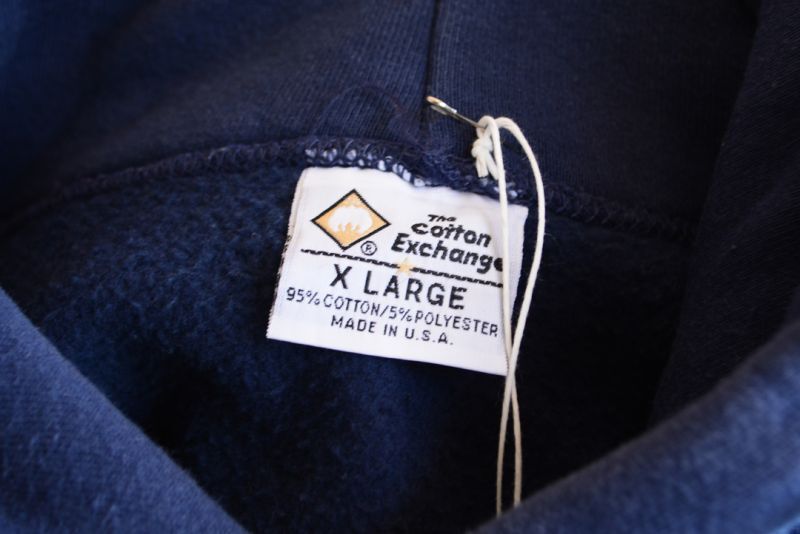 The
Cotton
Exchange
®
X LARGE
95% COTTON/5% POLYESTER
MADE IN U.S.A.